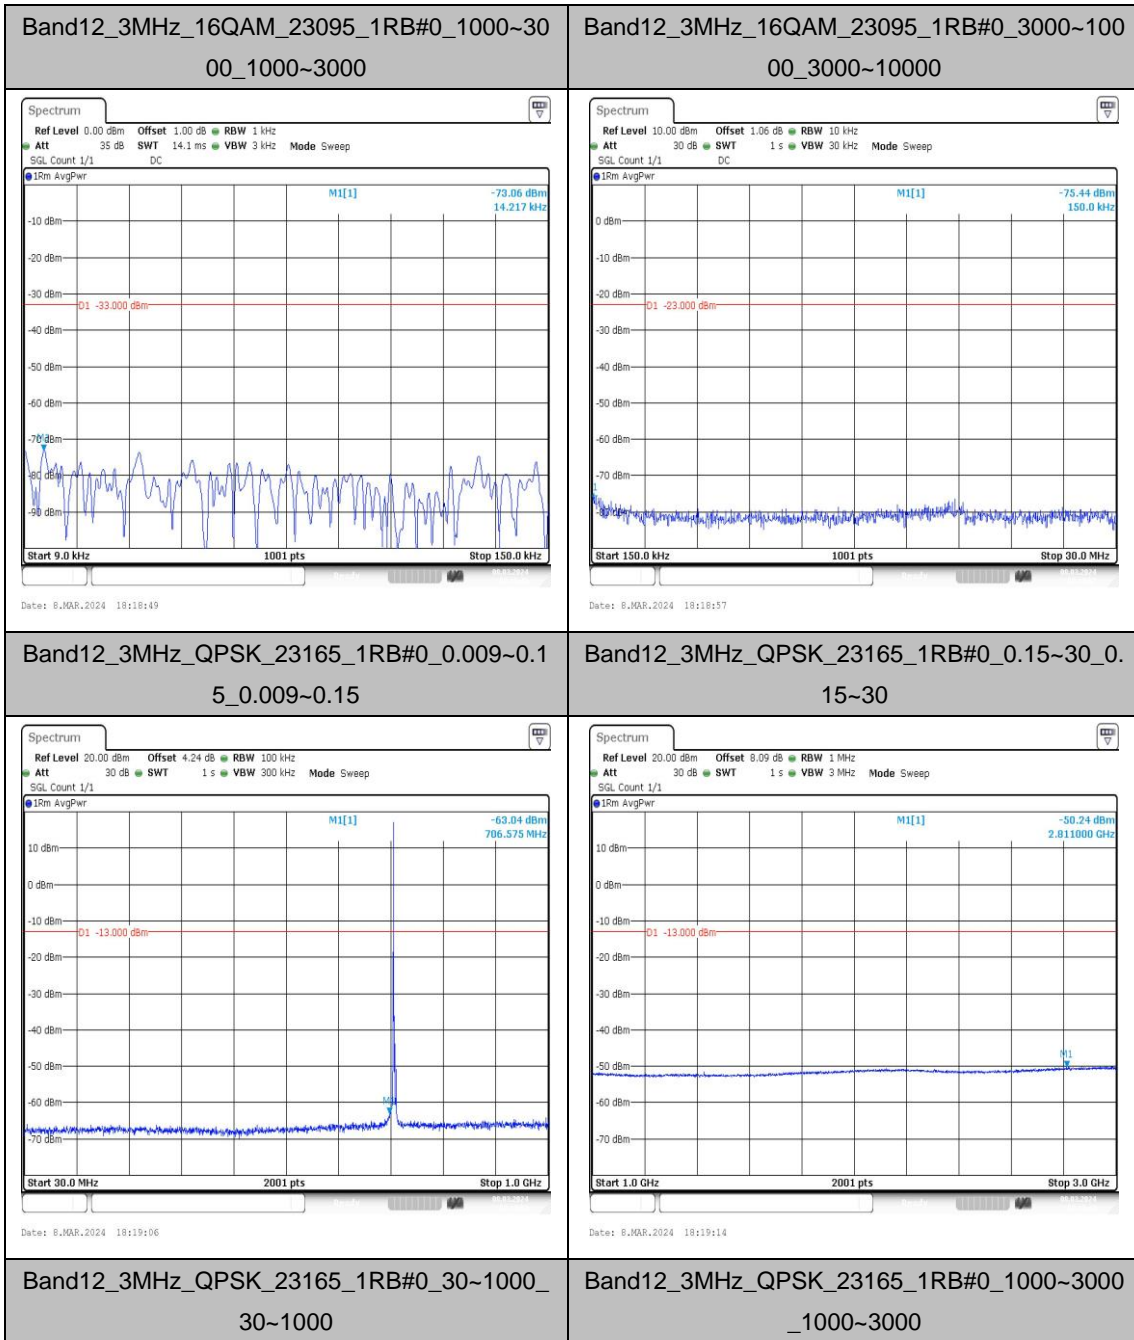 Band12_3MHz_16QAM_23095_1RB#0_1000~30
00_1000~3000
Band12_3MHz_16QAM_23095_1RB#0_3000~100
00_3000~10000
Spectrum
Ref Level 0.00 dBm Offset 1.00 dB RBW 1 kHz
Att 35 dB SWT 14.1 ms VBW 3 kHz Mode Sweep
SGL Count 1/1 DC
1Rm AvgPwr
M1[1] -73.06 dBm
14.217 kHz
-10 dBm
-20 dBm
-30 dBm
D1 -33.000 dBm
-40 dBm
-50 dBm
-60 dBm
-70 dBm
-80 dBm
-90 dBm
Start 9.0 kHz 1001 pts Stop 150.0 kHz
Date: 8.MAR.2024 18:18:49
Spectrum
Ref Level 10.00 dBm Offset 1.06 dB RBW 10 kHz
Att 30 dB SWT 1 s VBW 30 kHz Mode Sweep
SGL Count 1/1 DC
1Rm AvgPwr
M1[1] -75.44 dBm
150.0 kHz
0 dBm
-10 dBm
-20 dBm
D1 -23.000 dBm
-30 dBm
-40 dBm
-50 dBm
-60 dBm
-70 dBm
Start 150.0 kHz 1001 pts Stop 30.0 MHz
Date: 8.MAR.2024 18:18:57
Band12_3MHz_QPSK_23165_1RB#0_0.009~0.1
5_0.009~0.15
Band12_3MHz_QPSK_23165_1RB#0_0.15~30_0.
15~30
Spectrum
Ref Level 20.00 dBm Offset 4.24 dB RBW 100 kHz
Att 30 dB SWT 1 s VBW 300 kHz Mode Sweep
SGL Count 1/1
1Rm AvgPwr
M1[1] -63.04 dBm
706.575 MHz
10 dBm
0 dBm
-10 dBm
D1 -13.000 dBm
-20 dBm
-30 dBm
-40 dBm
-50 dBm
-60 dBm
-70 dBm
Start 30.0 MHz 2001 pts Stop 1.0 GHz
Date: 8.MAR.2024 18:19:06
Spectrum
Ref Level 20.00 dBm Offset 8.09 dB RBW 1 MHz
Att 30 dB SWT 1 s VBW 3 MHz Mode Sweep
SGL Count 1/1
1Rm AvgPwr
M1[1] -50.24 dBm
2.811000 GHz
10 dBm
0 dBm
-10 dBm
D1 -13.000 dBm
-20 dBm
-30 dBm
-40 dBm
-50 dBm
M1
-60 dBm
-70 dBm
Start 1.0 GHz 2001 pts Stop 3.0 GHz
Date: 8.MAR.2024 18:19:14
Band12_3MHz_QPSK_23165_1RB#0_30~1000_
30~1000
Band12_3MHz_QPSK_23165_1RB#0_1000~3000
_1000~3000